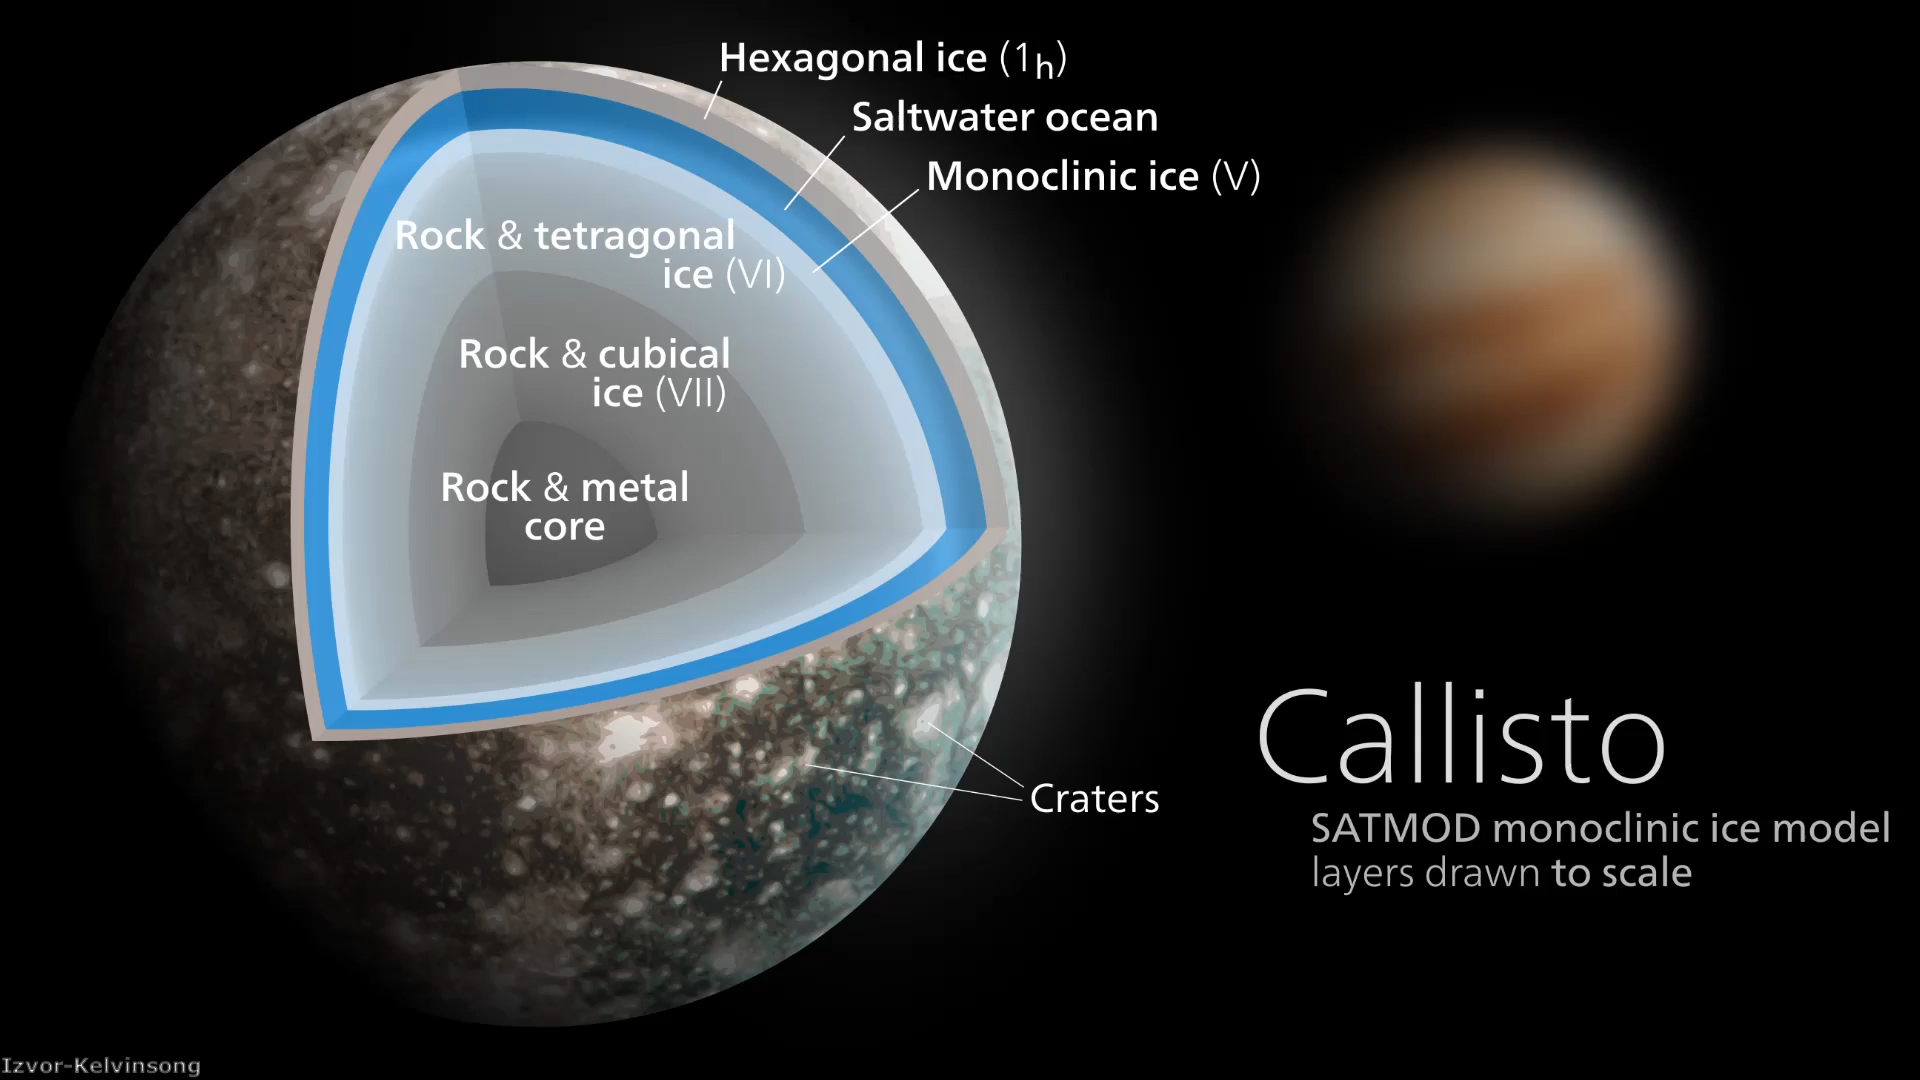 Hexagonal ice (1h)
Saltwater ocean
Monoclinic ice (V)
Rock & tetragonal
ice (VI)
Rock & cubical
ice (VII)
Rock & metal
core
Craters
Callisto
SATMOD monoclinic ice model
layers drawn to scale
Izvor-Kelvinsong